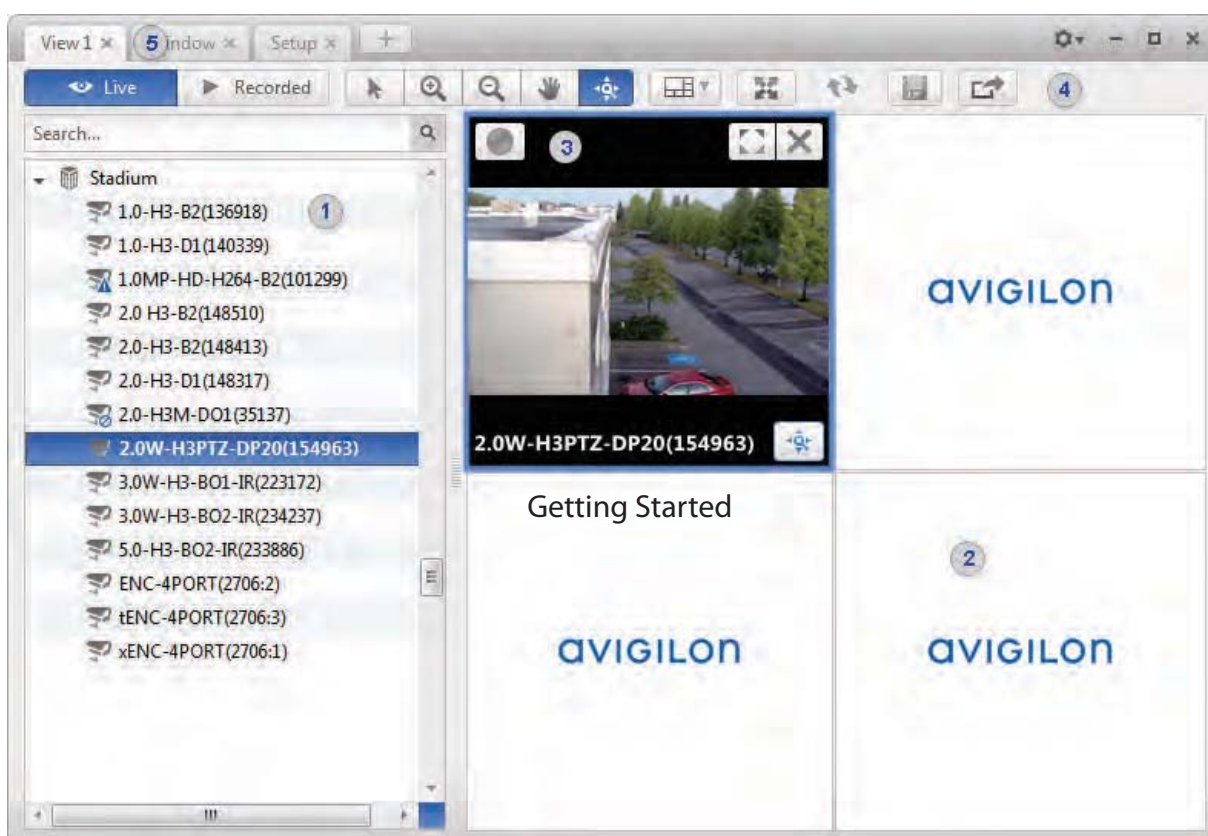 View 1 5 indow Setup
Live Recorded 4
Search...
Stadium
1.0-H3-B2(136918) 1
1.0-H3-D1(140339)
1.0MP-HD-H264-B2(101299)
2.0 H3-B2(148510)
2.0-H3-B2(148413)
2.0-H3-D1(148317)
2.0-H3M-DO1(35137)
2.0W-H3PTZ-DP20(154963)
3.0W-H3-BO1-IR(223172)
3.0W-H3-BO2-IR(234237)
5.0-H3-BO2-IR(233886)
ENC-4PORT(2706:2)
tENC-4PORT(2706:3)
xENC-4PORT(2706:1)
3
2.0W-H3PTZ-DP20(154963)
avigilon
Getting Started
avigilon
2
avigilon